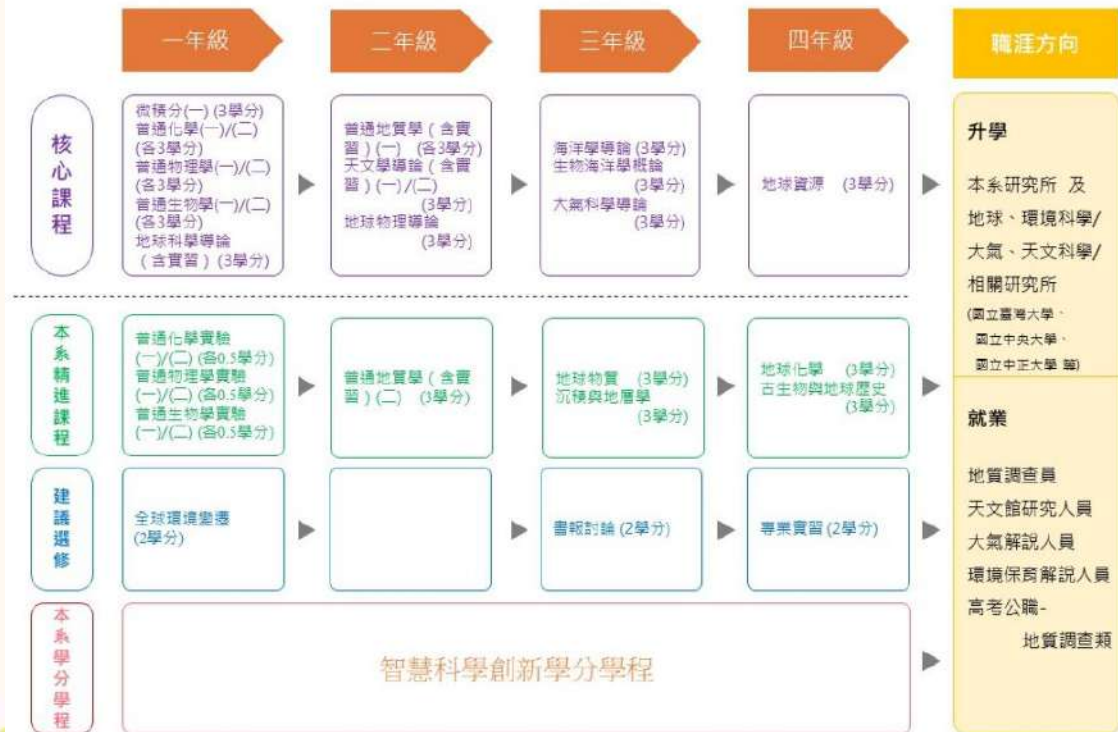 一年級
二年級
三年級
四年級
職涯方向
核心課程
微積分(一) (3學分)
普通化學(一)/(二)
(各3學分)
普通物理學(一)/(二)
(各3學分)
普通生物學(一)/(二)
(各3學分)
地球科學導論
(含實習) (3學分)
普通地質學(含實
習)(一) (各3學分)
天文學導論(含實
習)(一)/(二)
(3學分)
地球物理導論
(3學分)
海洋學導論 (3學分)
生物海洋學概論
(3學分)
大氣科學導論
(3學分)
地球資源 (3學分)
本系精進課程
普通化學實驗
(一)/(二) (各0.5學分)
普通物理學實驗
(一)/(二) (各0.5學分)
普通生物學實驗
(一)/(二) (各0.5學分)
普通地質學(含實
習)(二) (3學分)
地球物質 (3學分)
沉積與地層學
(3學分)
地球化學 (3學分)
古生物與地球歷史
(3學分)
建議選修
全球環境變遷
(2學分)
書報討論 (2學分)
專業實習 (2學分)
本系學分學程
智慧科學創新學分學程
升學
本系研究所 及
地球、環境科學/
大氣、天文科學/
相關研究所
(國立臺灣大學、
國立中央大學、
國立中正大學 等)
就業
地質調查員
天文館研究人員
大氣解說人員
環境保育解說人員
高考公職-
地質調查類